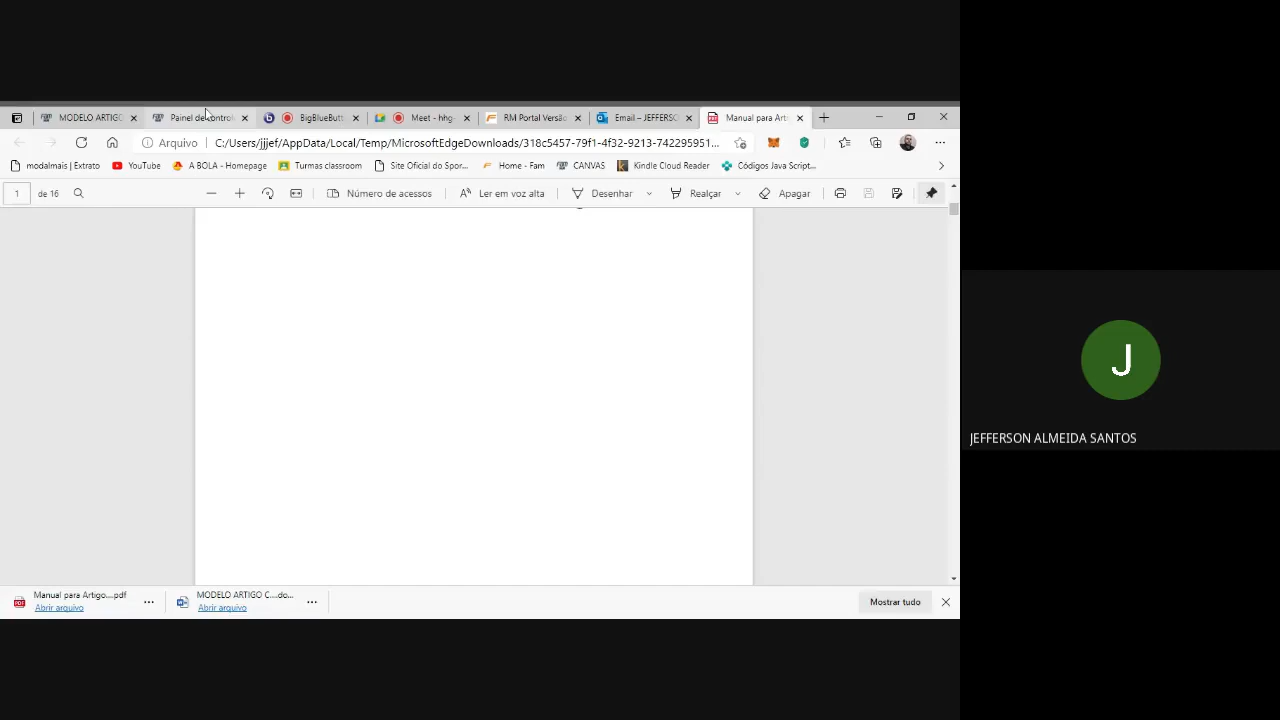 MODELO ARTIGO
Painel de control
BigBlueButt
Meet - hhg-
RM Portal Versão
Email – JEFFERSO
Manual para Arti
Arquivo
C:/Users/jjjef/AppData/Local/Temp/MicrosoftEdgeDownloads/318c5457-79f1-4f32-9213-742295951...
modalmais | Extrato
YouTube
A BOLA - Homepage
Turmas classroom
Site Oficial do Spor...
Home - Fam
CANVAS
Kindle Cloud Reader
Códigos Java Script...
1
de 16
Número de acessos
Ler em voz alta
Desenhar
Realçar
Apagar
J
JEFFERSON ALMEIDA SANTOS
Manual para Artigo....pdf
Abrir arquivo
MODELO ARTIGO C....do...
Abrir arquivo
Mostrar tudo